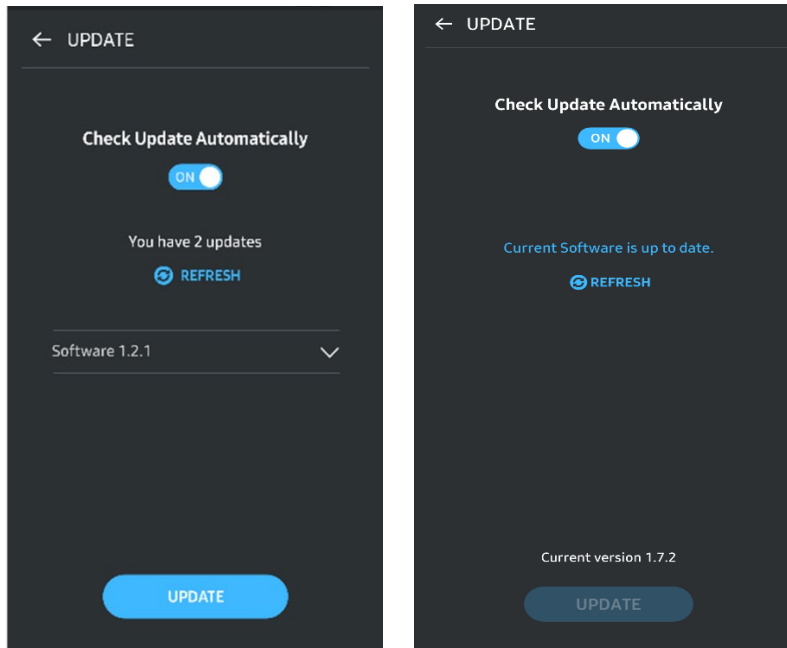 UPDATE
Check Update Automatically
ON
You have 2 updates
REFRESH
Software 1.2.1
UPDATE
UPDATE
Check Update Automatically
ON
Current Software is up to date.
REFRESH
Current version 1.7.2
UPDATE